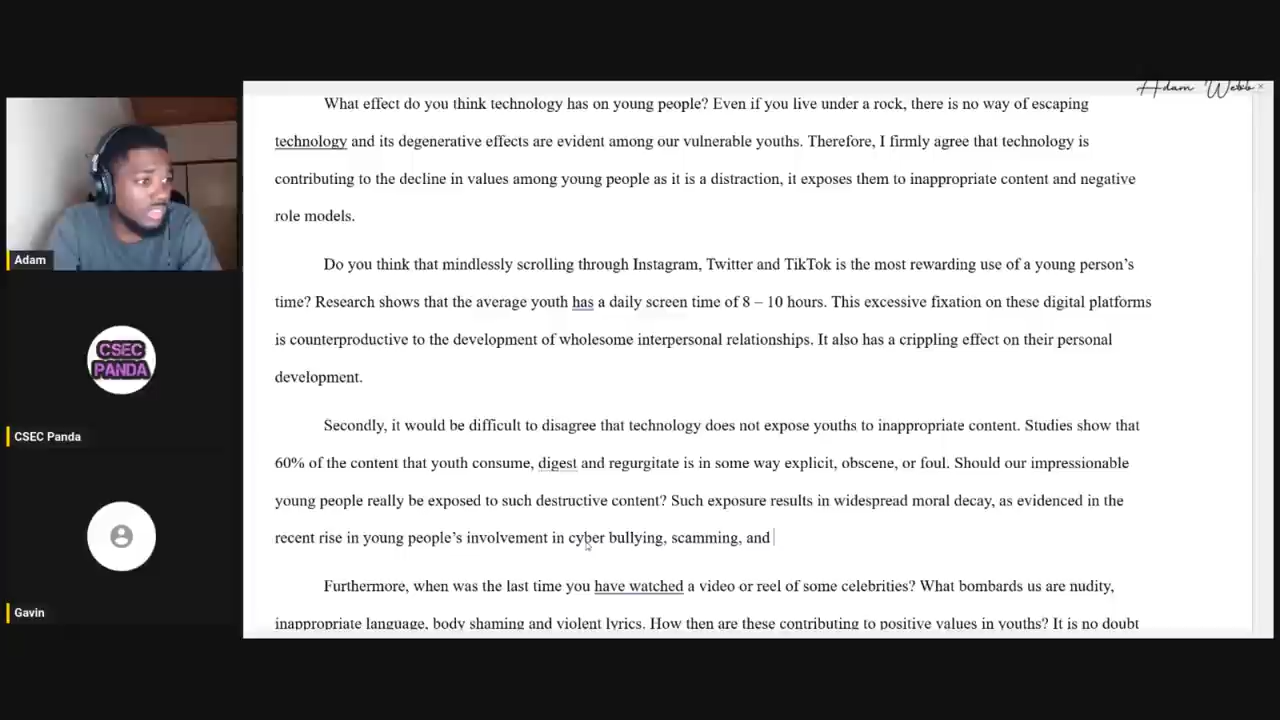 Adam Webb
What effect do you think technology has on young people? Even if you live under a rock, there is no way of escaping
technology and its degenerative effects are evident among our vulnerable youths. Therefore, I firmly agree that technology is
contributing to the decline in values among young people as it is a distraction, it exposes them to inappropriate content and negative
role models.
Do you think that mindlessly scrolling through Instagram, Twitter and TikTok is the most rewarding use of a young person’s
time? Research shows that the average youth has a daily screen time of 8 – 10 hours. This excessive fixation on these digital platforms
is counterproductive to the development of wholesome interpersonal relationships. It also has a crippling effect on their personal
development.
Secondly, it would be difficult to disagree that technology does not expose youths to inappropriate content. Studies show that
60% of the content that youth consume, digest and regurgitate is in some way explicit, obscene, or foul. Should our impressionable
young people really be exposed to such destructive content? Such exposure results in widespread moral decay, as evidenced in the
recent rise in young people’s involvement in cyber bullying, scamming, and
Furthermore, when was the last time you have watched a video or reel of some celebrities? What bombards us are nudity,
inappropriate language, body shaming and violent lyrics. How then are these contributing to positive values in youths? It is no doubt
Adam
CSEC
PANDA
CSEC Panda
Gavin